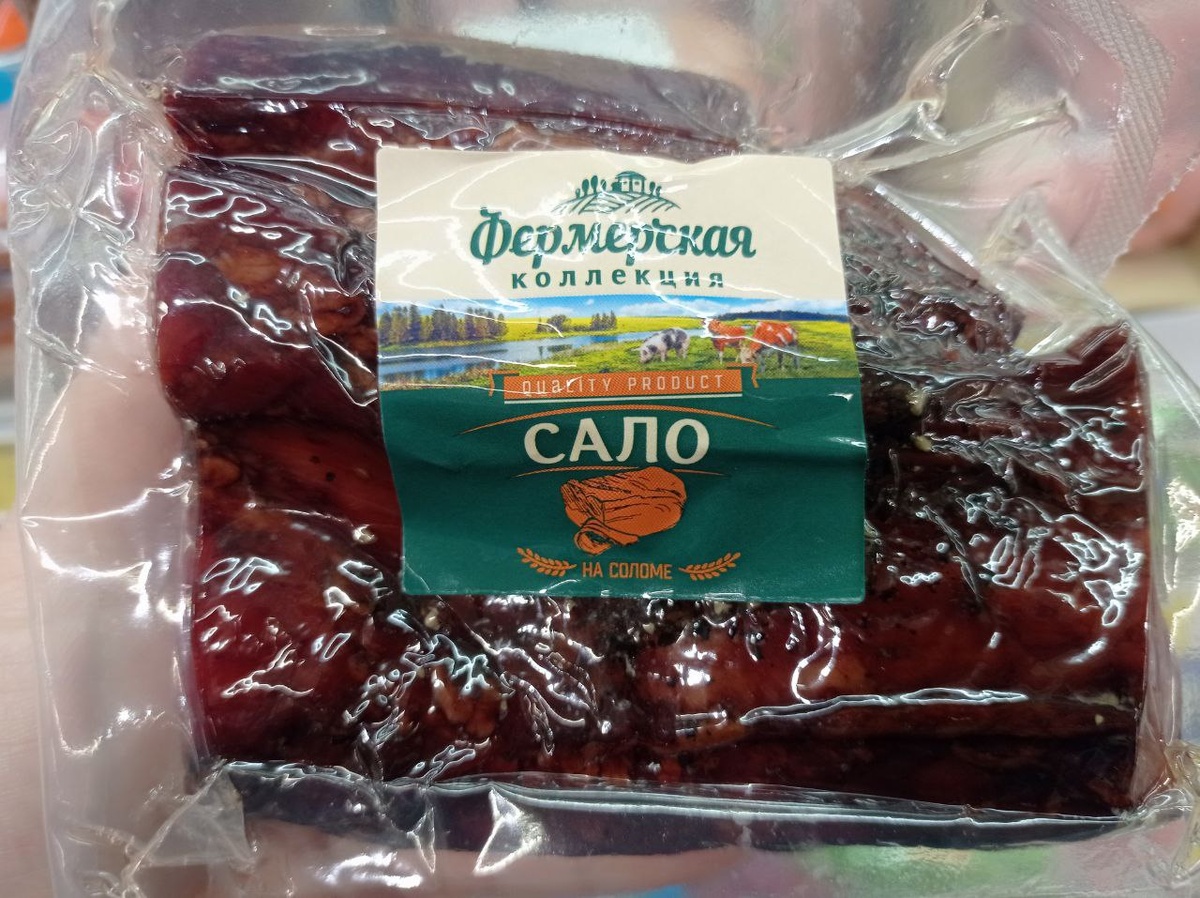 Фермерская
коллекция
QUALITY PRODUCT
САЛО
НА СОЛОМЕ